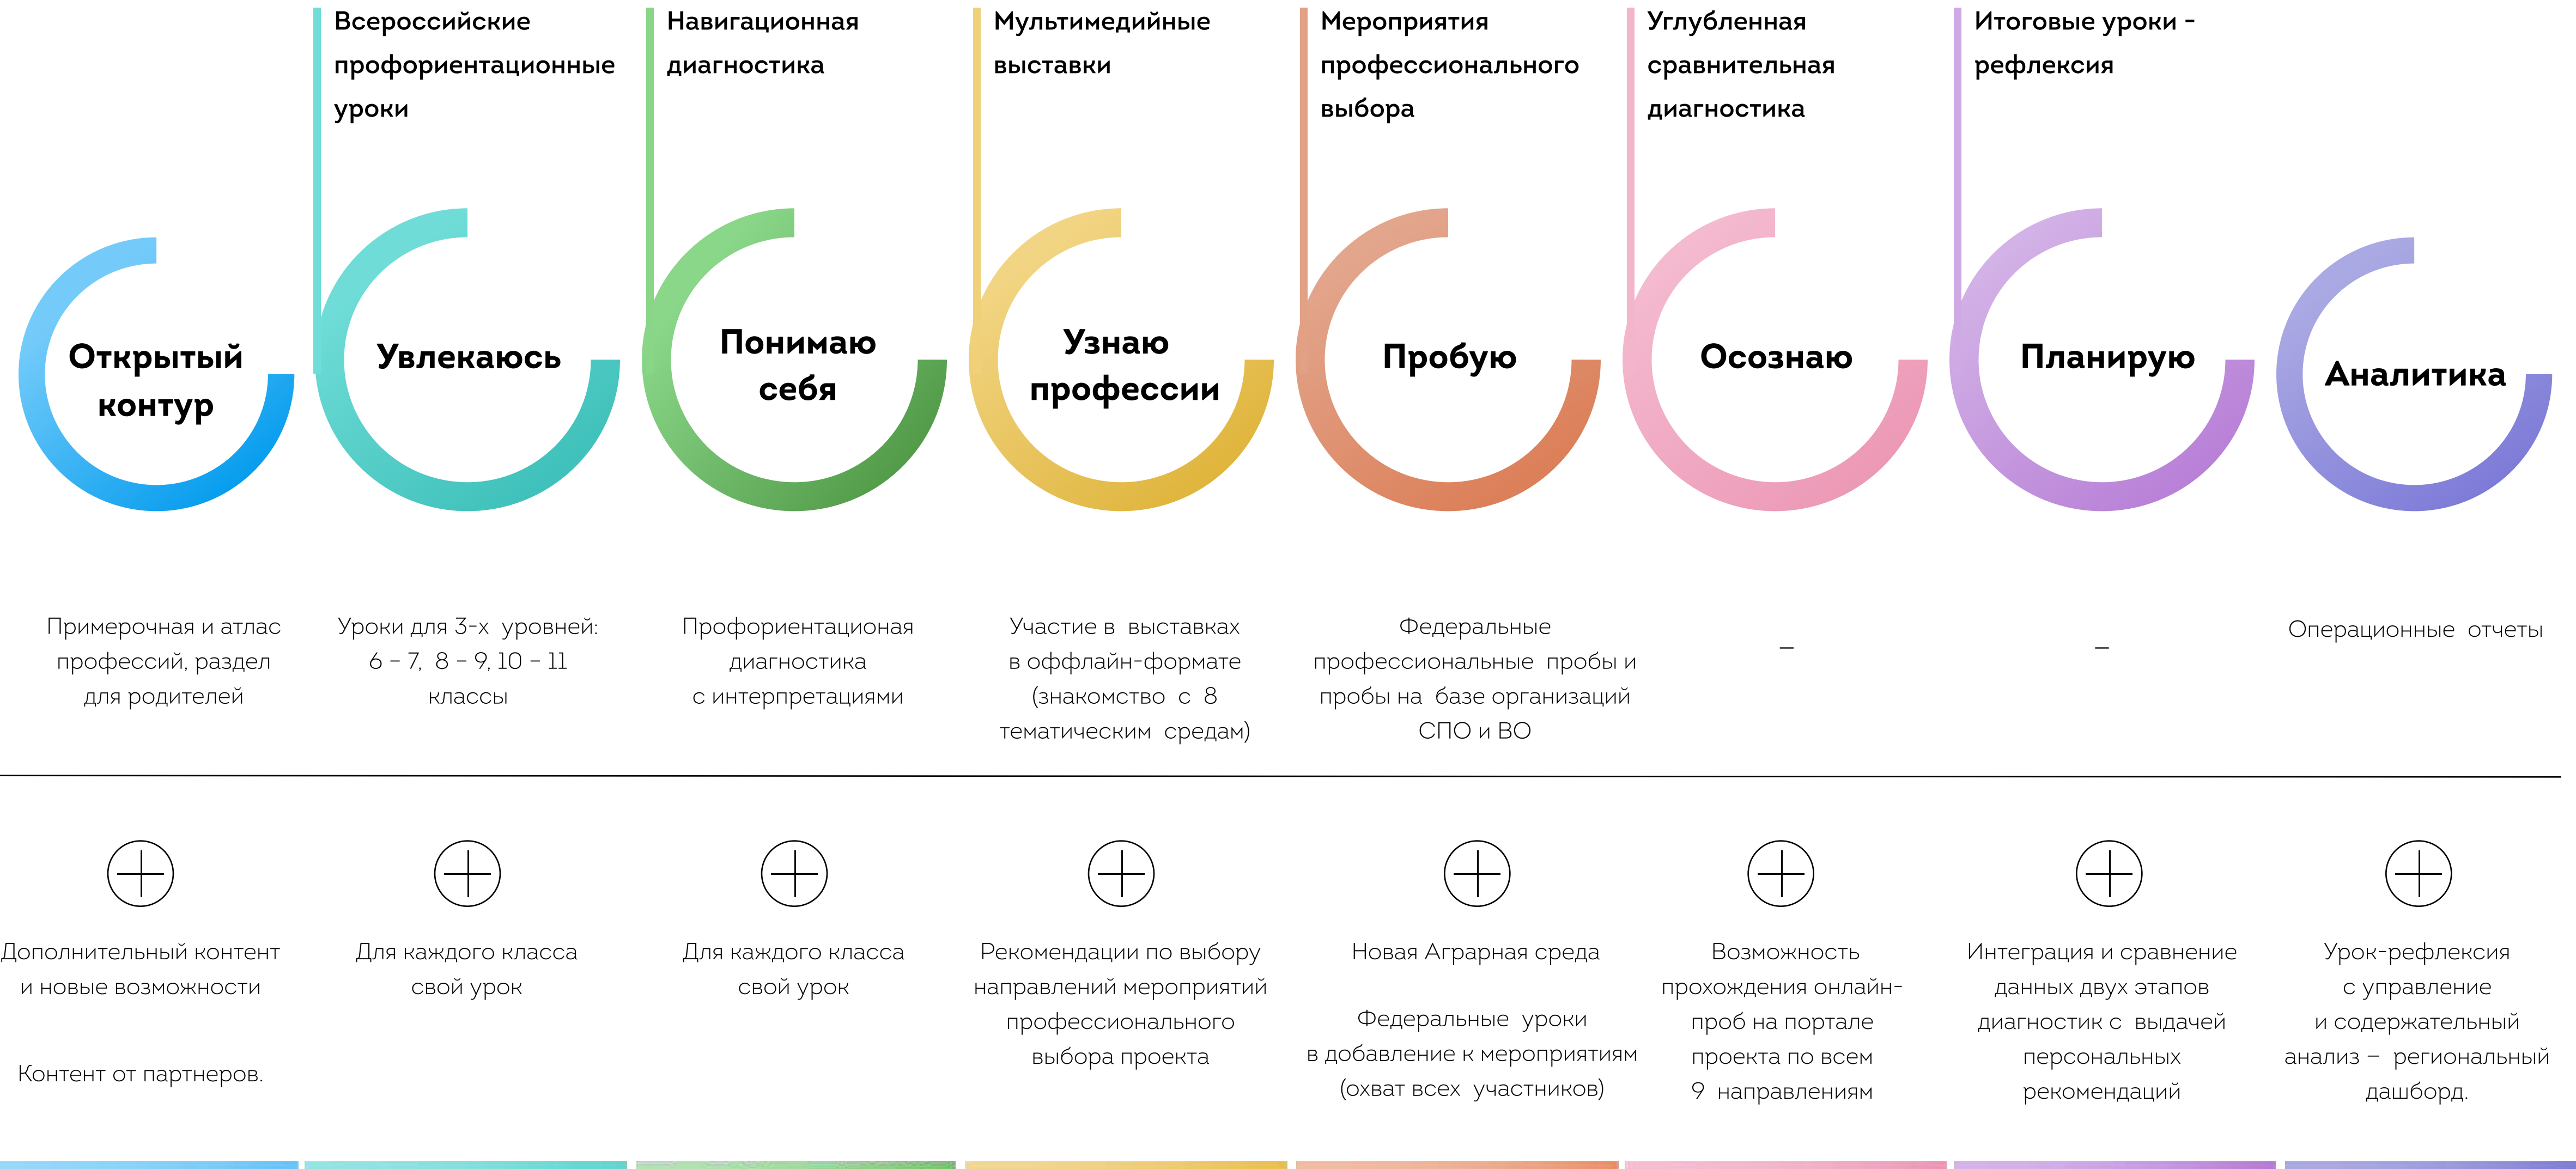 Всероссийские
профориентационные
уроки
Навигационная
диагностика
Мультимедийные
выставки
Мероприятия
профессионального
выбора
Углубленная
сравнительная
диагностика
Итоговые уроки -
рефлексия
Открытый
контур
Увлекаюсь
Понимаю
себя
Узнаю
профессии
Пробую
Осознаю
Планирую
Аналитика
Примерочная и атлас
профессий, раздел
для родителей
Уроки для 3-х уровней:
6 – 7, 8 – 9, 10 – 11
классы
Профориентационая
диагностика
с интерпретациями
Участие в выставках
в оффлайн-формате
(знакомство с 8
тематическим средам)
Федеральные
профессиональные пробы и
пробы на базе организаций
СПО и ВО
–
–
Операционные отчеты
Дополнительный контент
и новые возможности
Контент от партнеров.
Для каждого класса
свой урок
Для каждого класса
свой урок
Рекомендации по выбору
направлений мероприятий
профессионального
выбора проекта
Новая Аграрная среда
Федеральные уроки
в добавление к мероприятиям
(охват всех участников)
Возможность
прохождения онлайн-
проб на портале
проекта по всем
9 направлениям
Интеграция и сравнение
данных двух этапов
диагностик с выдачей
персональных
рекомендаций
Урок-рефлексия
с управление
и содержательный
анализ – региональный
дашборд.